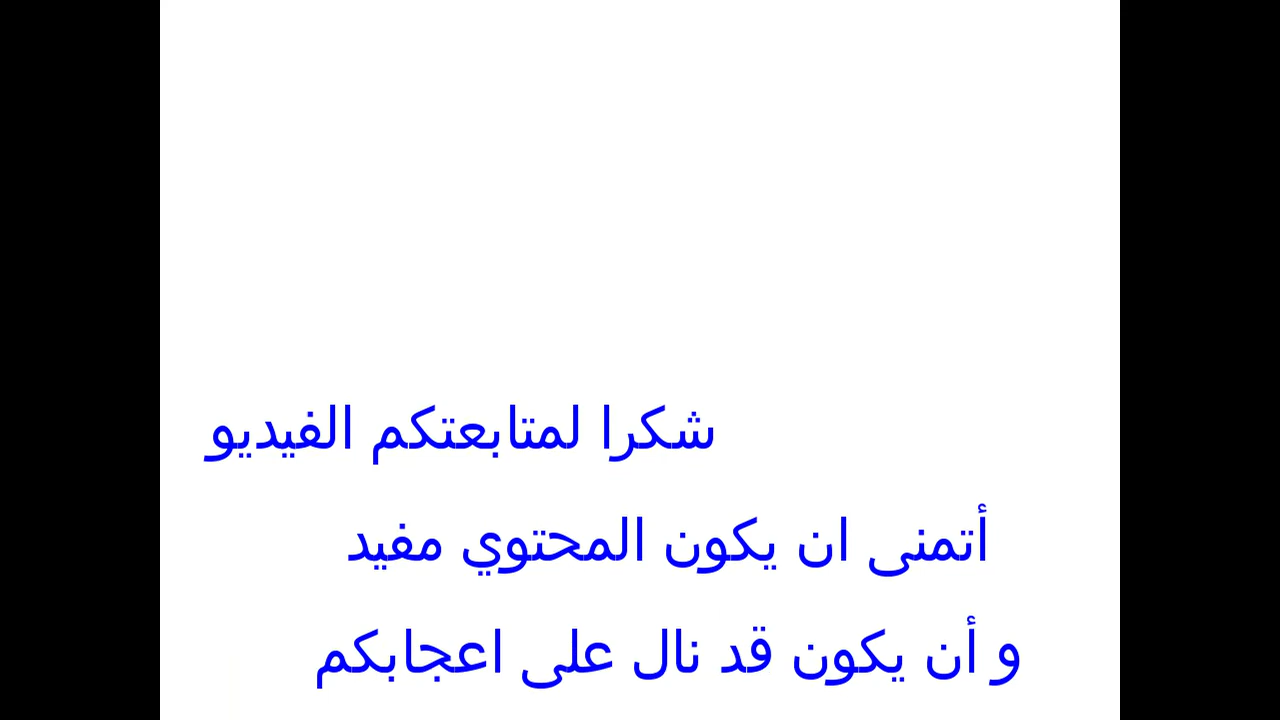 شكرا لمتابعتكم الفيديو
أتمنى ان يكون المحتوي مفيد
و أن يكون قد نال على اعجابكم